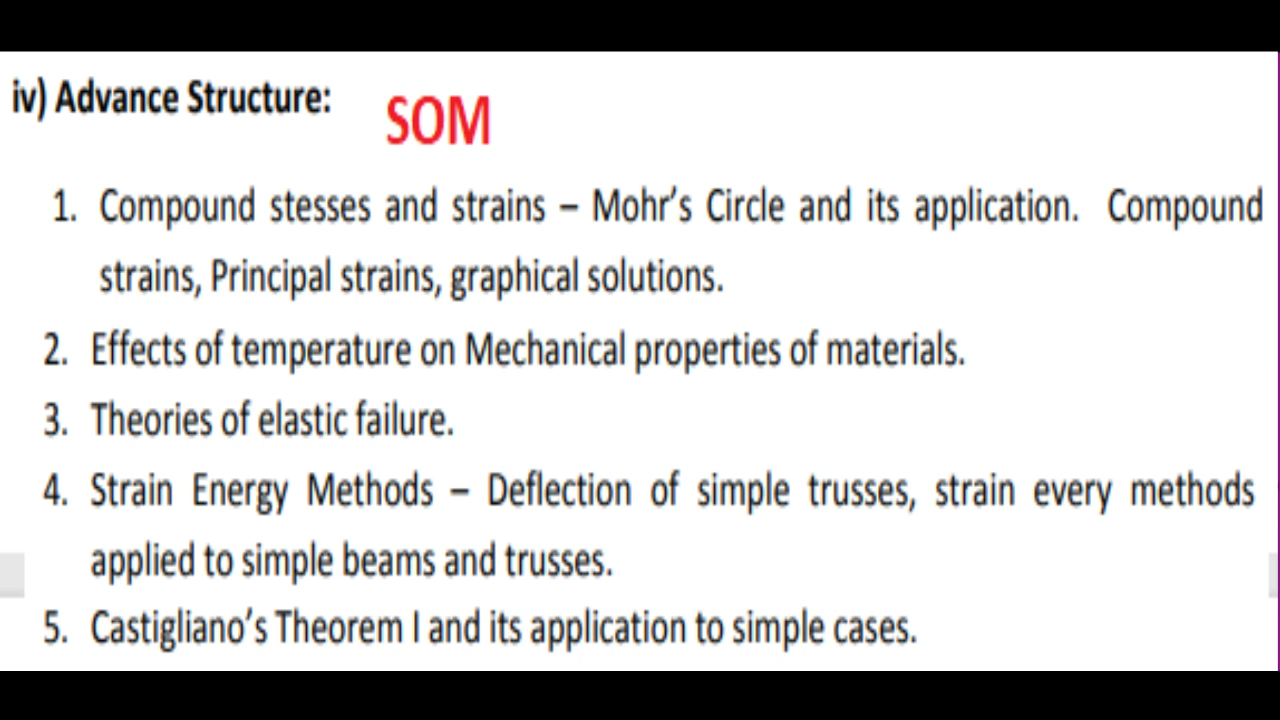 iv) Advance Structure:
SOM
1. Compound stesses and strains – Mohr's Circle and its application. Compound
strains, Principal strains, graphical solutions.
2. Effects of temperature on Mechanical properties of materials.
3. Theories of elastic failure.
4. Strain Energy Methods – Deflection of simple trusses, strain every methods
applied to simple beams and trusses.
5. Castigliano's Theorem I and its application to simple cases.